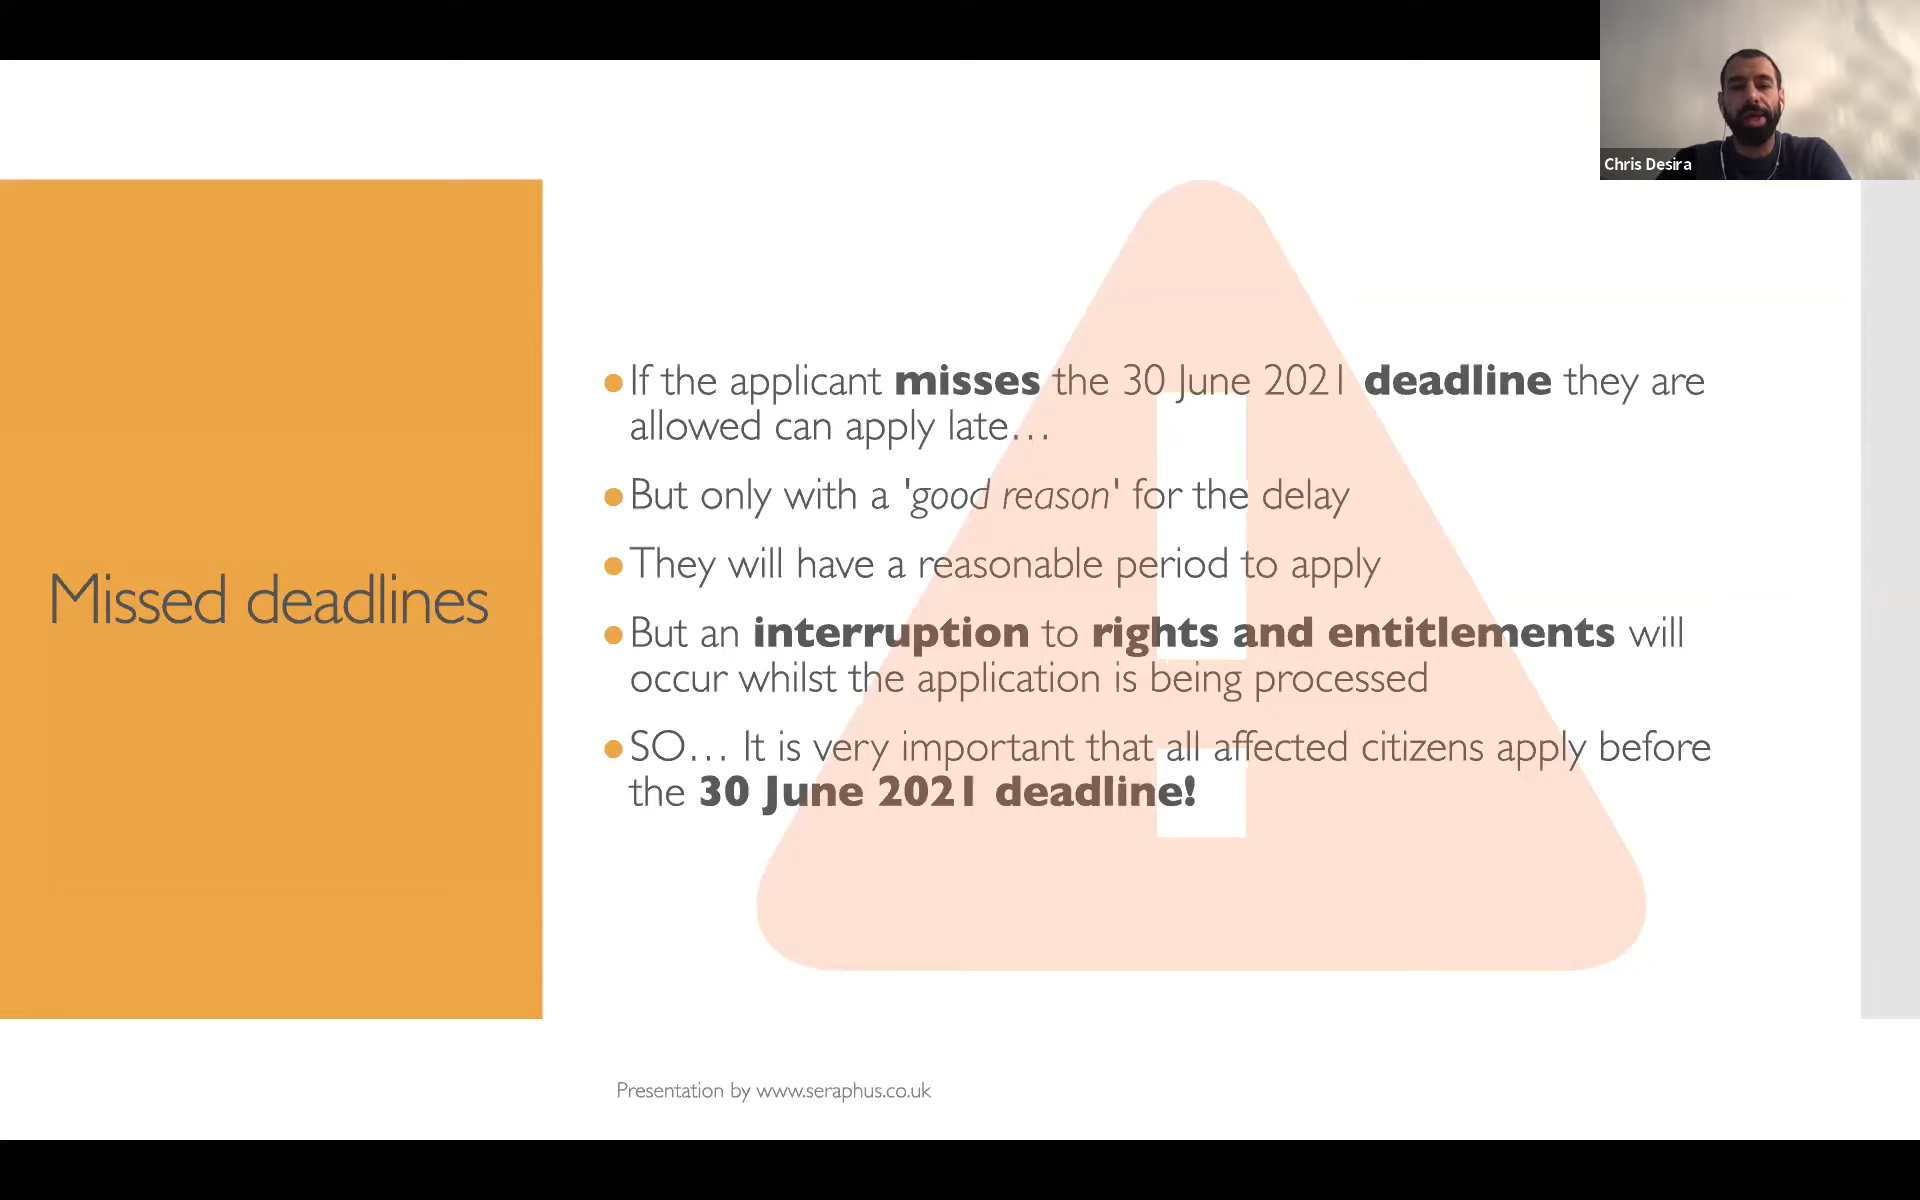 Chris Desira
Missed deadlines
•If the applicant misses the 30 June 2021 deadline they are
allowed can apply late…
•But only with a 'good reason' for the delay
•They will have a reasonable period to apply
•But an interruption to rights and entitlements will
occur whilst the application is being processed
•SO… It is very important that all affected citizens apply before
the 30 June 2021 deadline!
Presentation by www.seraphus.co.uk